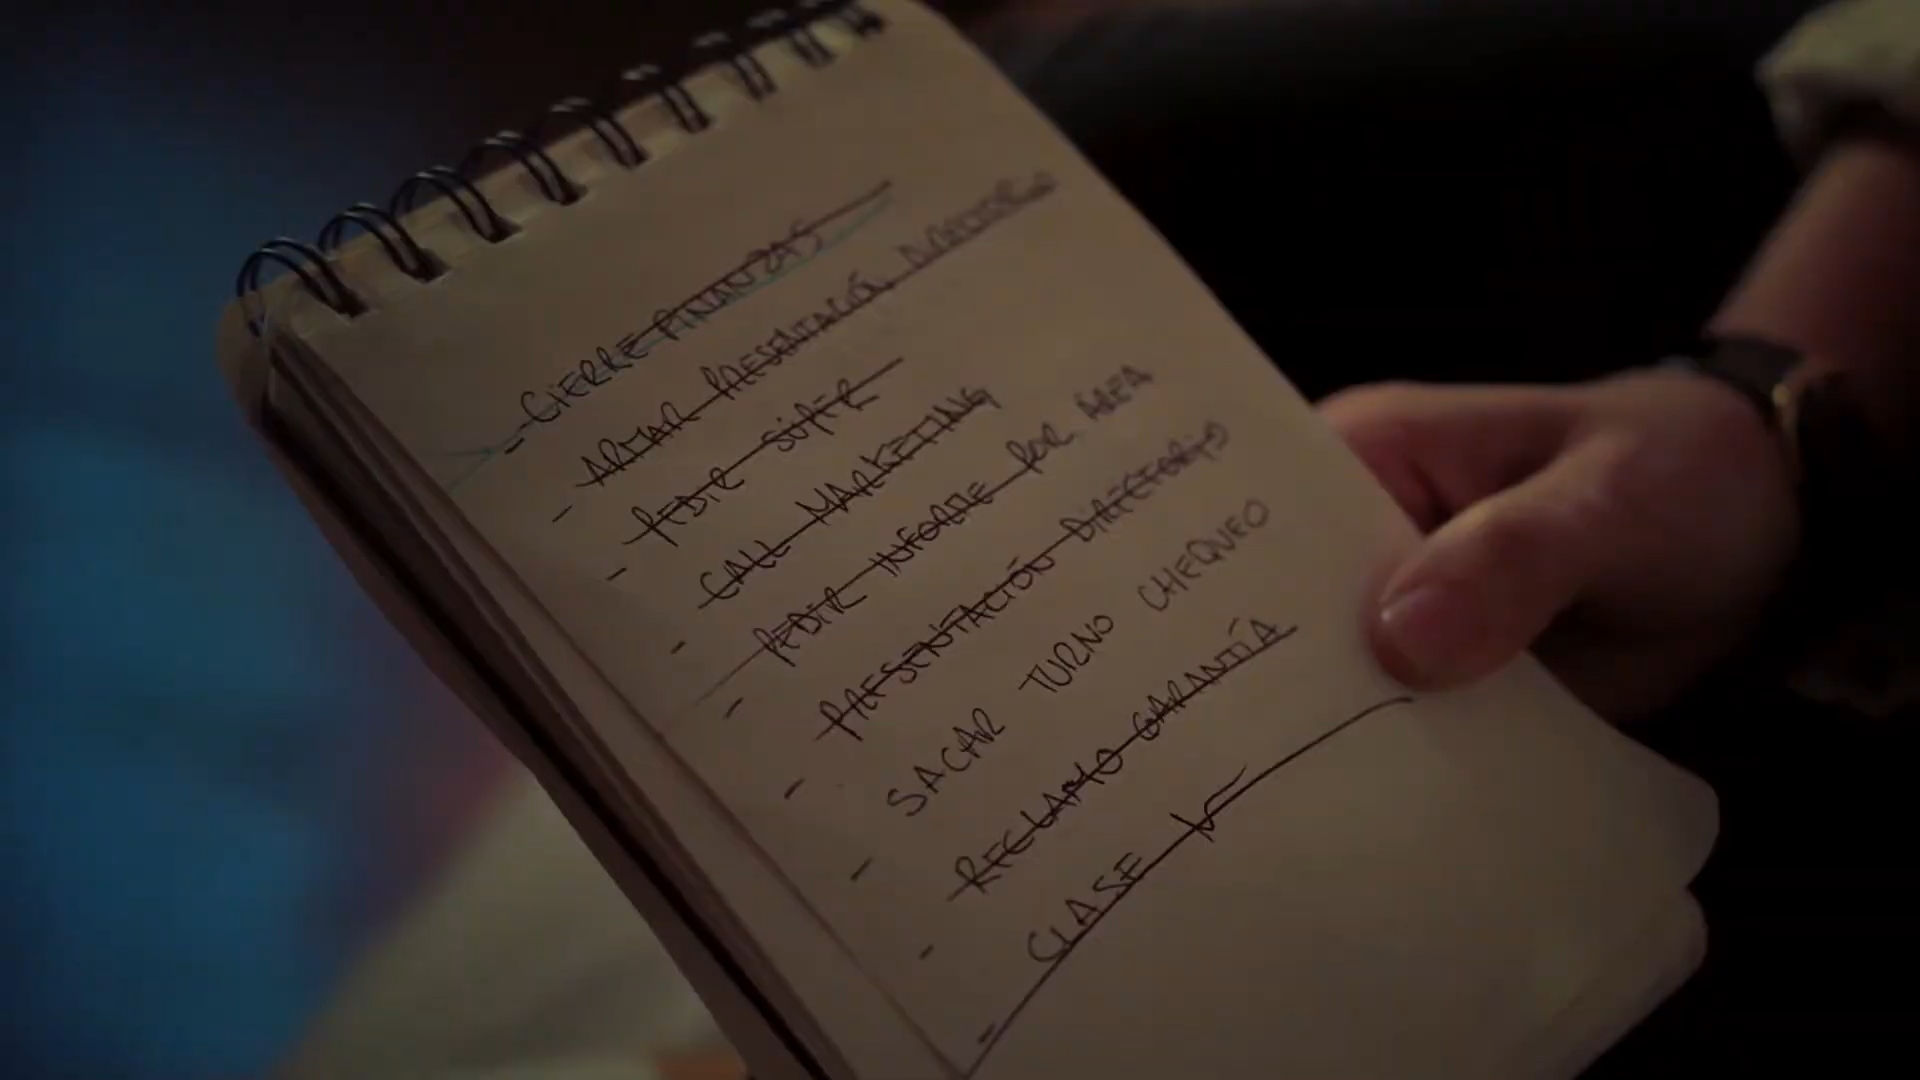 - CIERRE FINANZAS
- ARMAR PRESENTACIÓN DIRECTORIO
- PEDIR SÚPER
- CALL MARKETING
- PEDIR INFORME POR ÁREA
- PRESENTACIÓN DIRECTORIO
- SACAR TURNO CHEQUEO
- RECLAMO GARANTÍA
- CLASE